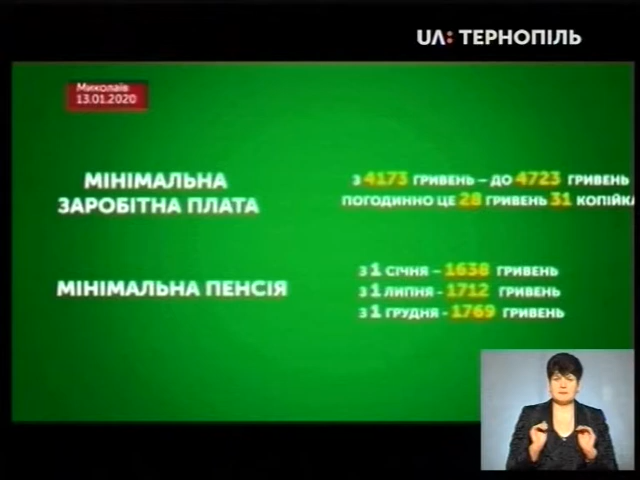 UA: ТЕРНОПІЛЬ
Миколаїв
13.01.2020
МІНІМАЛЬНА
ЗАРОБІТНА ПЛАТА
З 4173 ГРИВЕНЬ – ДО 4723 ГРИВЕНЬ
ПОГОДИННО ЦЕ 28 ГРИВЕНЬ 31 КОПІЙКА
МІНІМАЛЬНА ПЕНСІЯ
З 1 СІЧНЯ – 1638 ГРИВЕНЬ
З 1 ЛИПНЯ - 1712 ГРИВЕНЬ
З 1 ГРУДНЯ - 1769 ГРИВЕНЬ